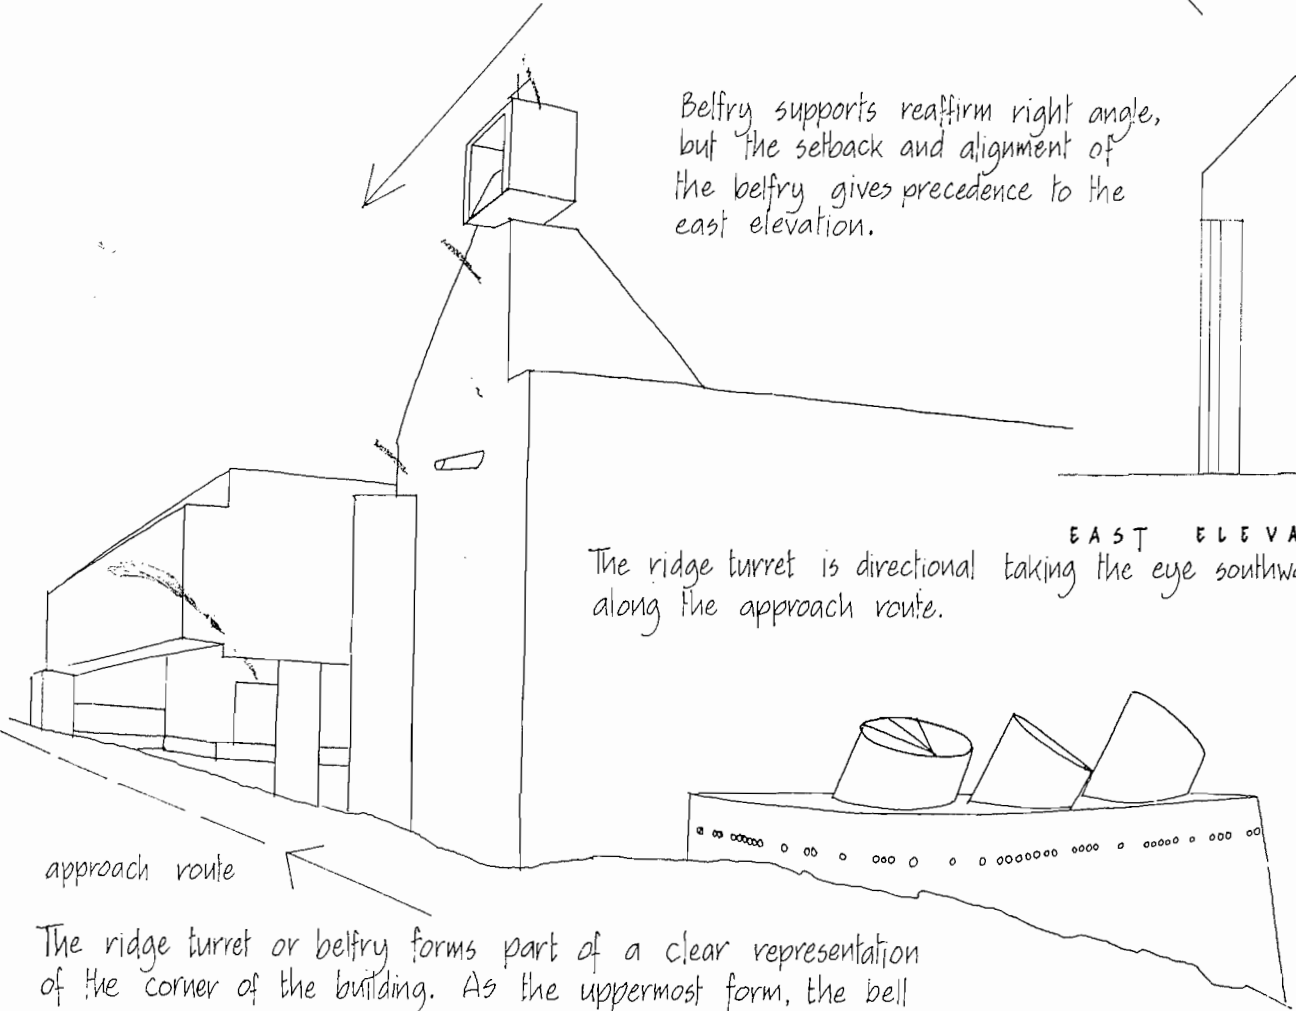 Belfry supports reaffirm right angle,
but the setback and alignment of
the belfry gives precedence to the
east elevation.
EAST ELEVA
The ridge turret is directional taking the eye southwa
along the approach route.
approach route
The ridge turret or belfry forms part of a clear representation
of the corner of the building. As the uppermost form, the bell